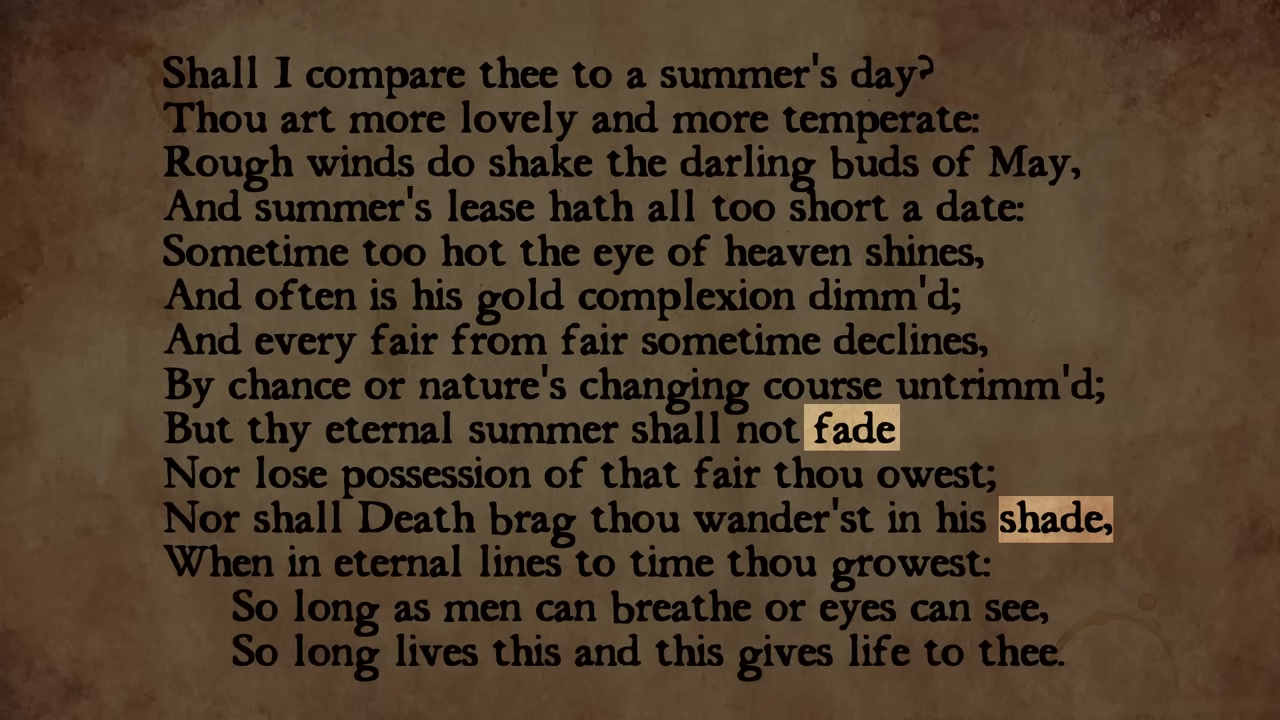 Shall I compare thee to a summer's day?
Thou art more lovely and more temperate:
Rough winds do shake the darling buds of May,
And summer's lease hath all too short a date:
Sometime too hot the eye of heaven shines,
And often is his gold complexion dimm'd;
And every fair from fair sometime declines,
By chance or nature's changing course untrimm'd;
But thy eternal summer shall not fade
Nor lose possession of that fair thou owest;
Nor shall Death brag thou wander'st in his shade,
When in eternal lines to time thou growest:
So long as men can breathe or eyes can see,
So long lives this and this gives life to thee.